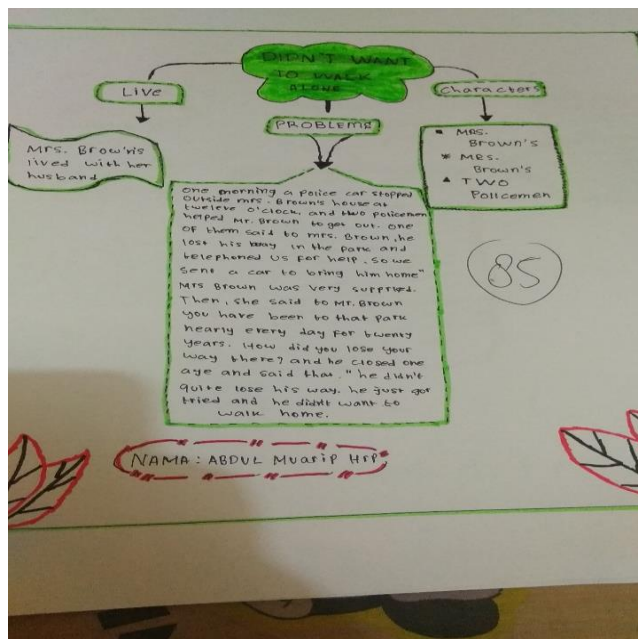 DIDN'T WANT
TO WALK
ALONE
LIVE
Mrs. Brow'ns
lived with her
husband
PROBLEMS
one morning a police car stopped
outside mrs. Brown's house at
twelete o'clock, and two policemen
helped Mr. Brown to get out. one
of them said to mrs. Brown, he
lost his way in the park and
telephoned us for help. so we
sent a car to bring him home"
Mrs Brown was very supprised.
Then, she said to Mr. Brown
you have been to that park
nearly every day for twenty
years. How did you lose your
way there? and he closed one
aye and said that. "he didn't
quite lose his way. he just got
tried and he didn't want to
walk home.
characters
MRS.
Brown's
MRS.
Brown's
TWO
Policemen
85
NAMA: ABDUL Muarip Hrp